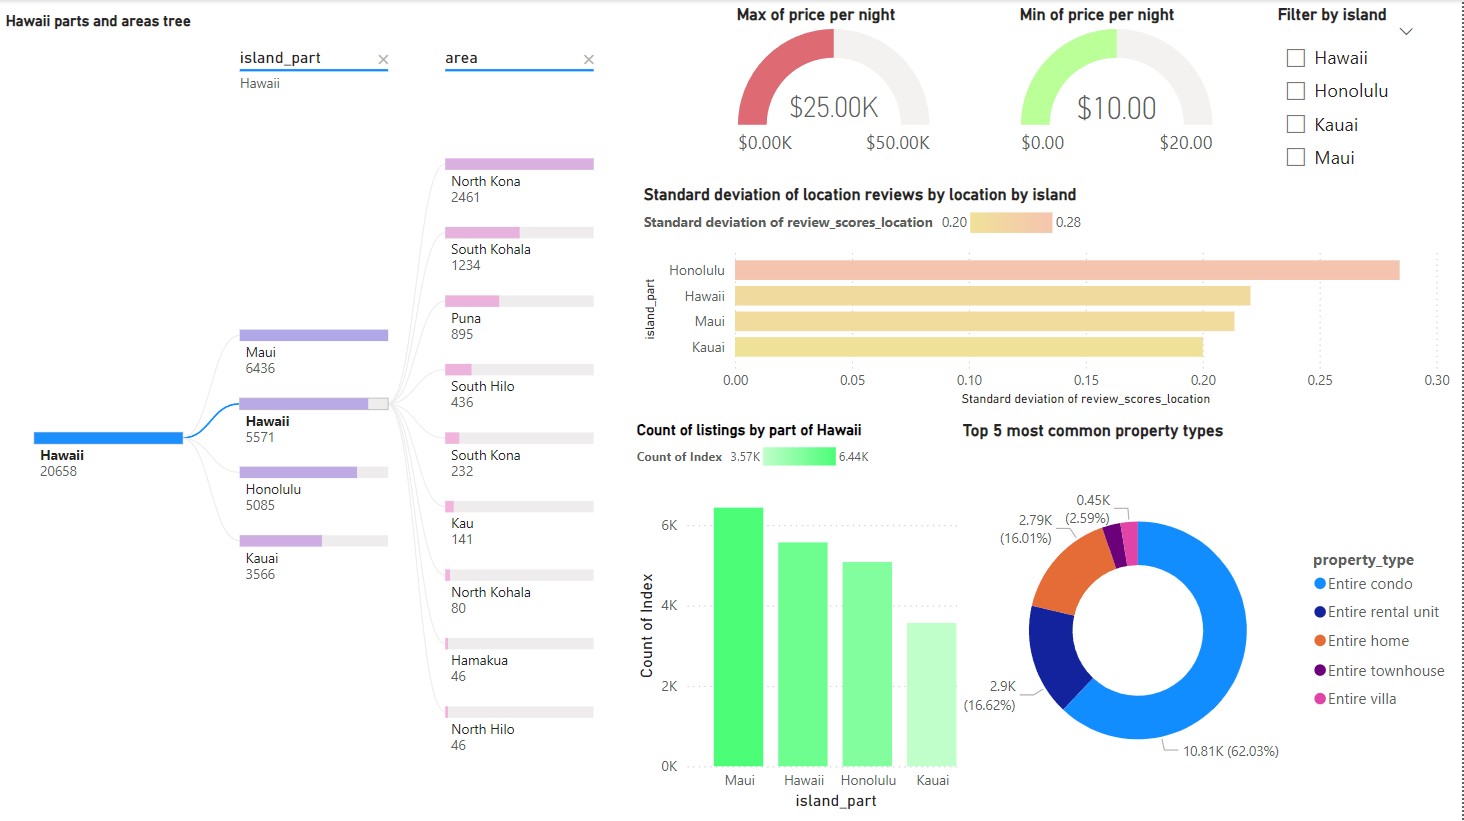 Hawaii parts and areas tree
island_part
Hawaii
area
Hawaii
20658
Maui
6436
Hawaii
5571
Honolulu
5085
Kauai
3566
North Kona
2461
South Kohala
1234
Puna
895
South Hilo
436
South Kona
232
Kau
141
North Kohala
80
Hamakua
46
North Hilo
46
Max of price per night
$25.00K
$0.00K $50.00K
Min of price per night
$10.00
$0.00 $20.00
Filter by island
Hawaii
Honolulu
Kauai
Maui
Standard deviation of location reviews by location by island
Standard deviation of review_scores_location 0.20 0.28
island_part
Honolulu
Hawaii
Maui
Kauai
0.00 0.05 0.10 0.15 0.20 0.25 0.30
Standard deviation of review_scores_location
Count of listings by part of Hawaii
Count of Index 3.57K 6.44K
Count of Index
6K
4K
2K
0K
Maui Hawaii Honolulu Kauai
island_part
Top 5 most common property types
0.45K
(2.59%)
2.79K
(16.01%)
2.9K
(16.62%)
10.81K (62.03%)
property_type
Entire condo
Entire rental unit
Entire home
Entire townhouse
Entire villa